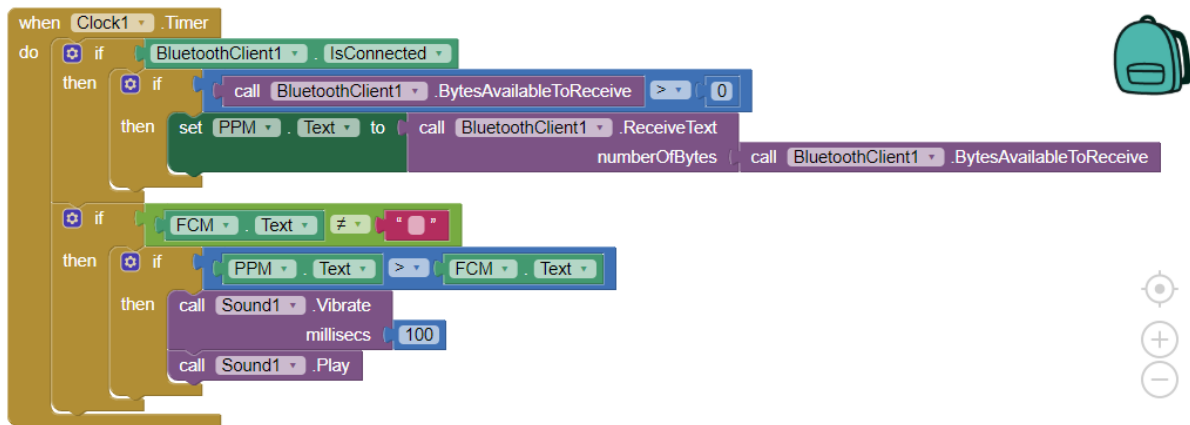 when Clock1 .Timer
do if BluetoothClient1 . IsConnected
then if call BluetoothClient1 .BytesAvailableToReceive > 0
then set PPM . Text to call BluetoothClient1 .ReceiveText
numberOfBytes call BluetoothClient1 .BytesAvailableToReceive
if FCM . Text ≠ “ ”
then if PPM . Text > FCM . Text
then call Sound1 .Vibrate
millisecs 100
call Sound1 .Play